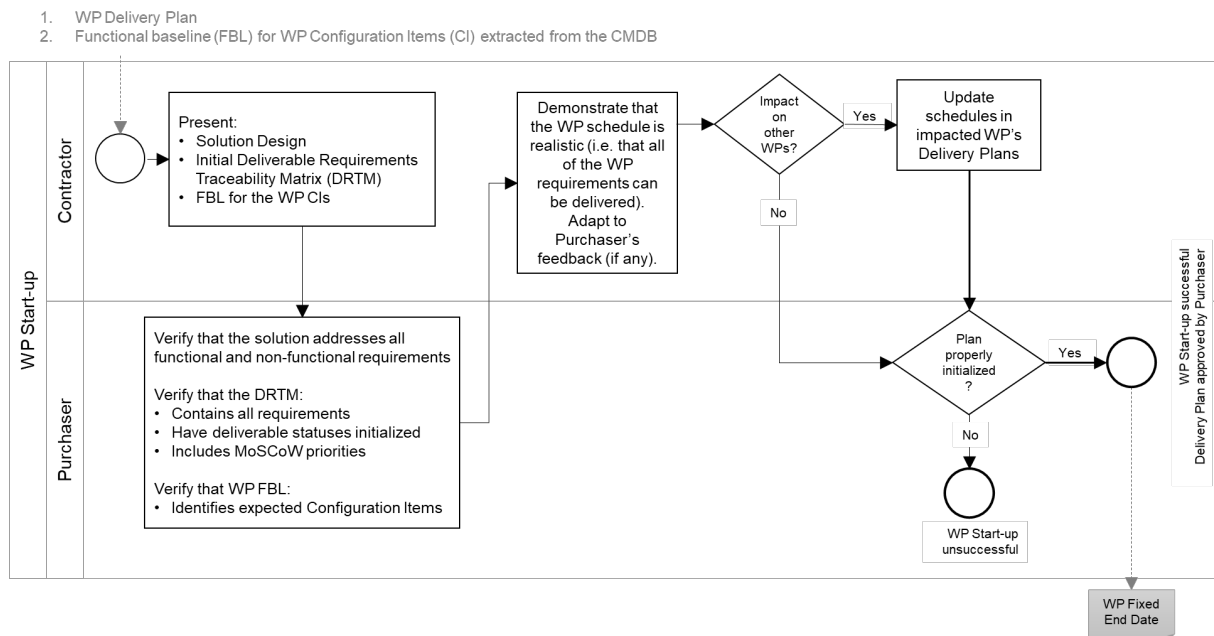 1. WP Delivery Plan
2. Functional baseline (FBL) for WP Configuration Items (CI) extracted from the CMDB
WP Start-up
Contractor
Present:
• Solution Design
• Initial Deliverable Requirements
Traceability Matrix (DRTM)
• FBL for the WP CIs
Demonstrate that
the WP schedule is
realistic (i.e. that all
of the WP
requirements can
be delivered).
Adapt to
Purchaser's
feedback (if any).
Impact
on
other
WPs?
Yes
No
Update
schedules in
impacted WP's
Delivery Plans
Purchaser
Verify that the solution addresses all
functional and non-functional requirements
Verify that the DRTM:
• Contains all requirements
• Have deliverable statuses initialized
• Includes MoSCoW priorities
Verify that WP FBL:
• Identifies expected Configuration Items
Plan
properly
initialized
?
Yes
No
WP Start-up
unsuccessful
WP Start-up successful
Delivery Plan approved by Purchaser
WP Fixed
End Date